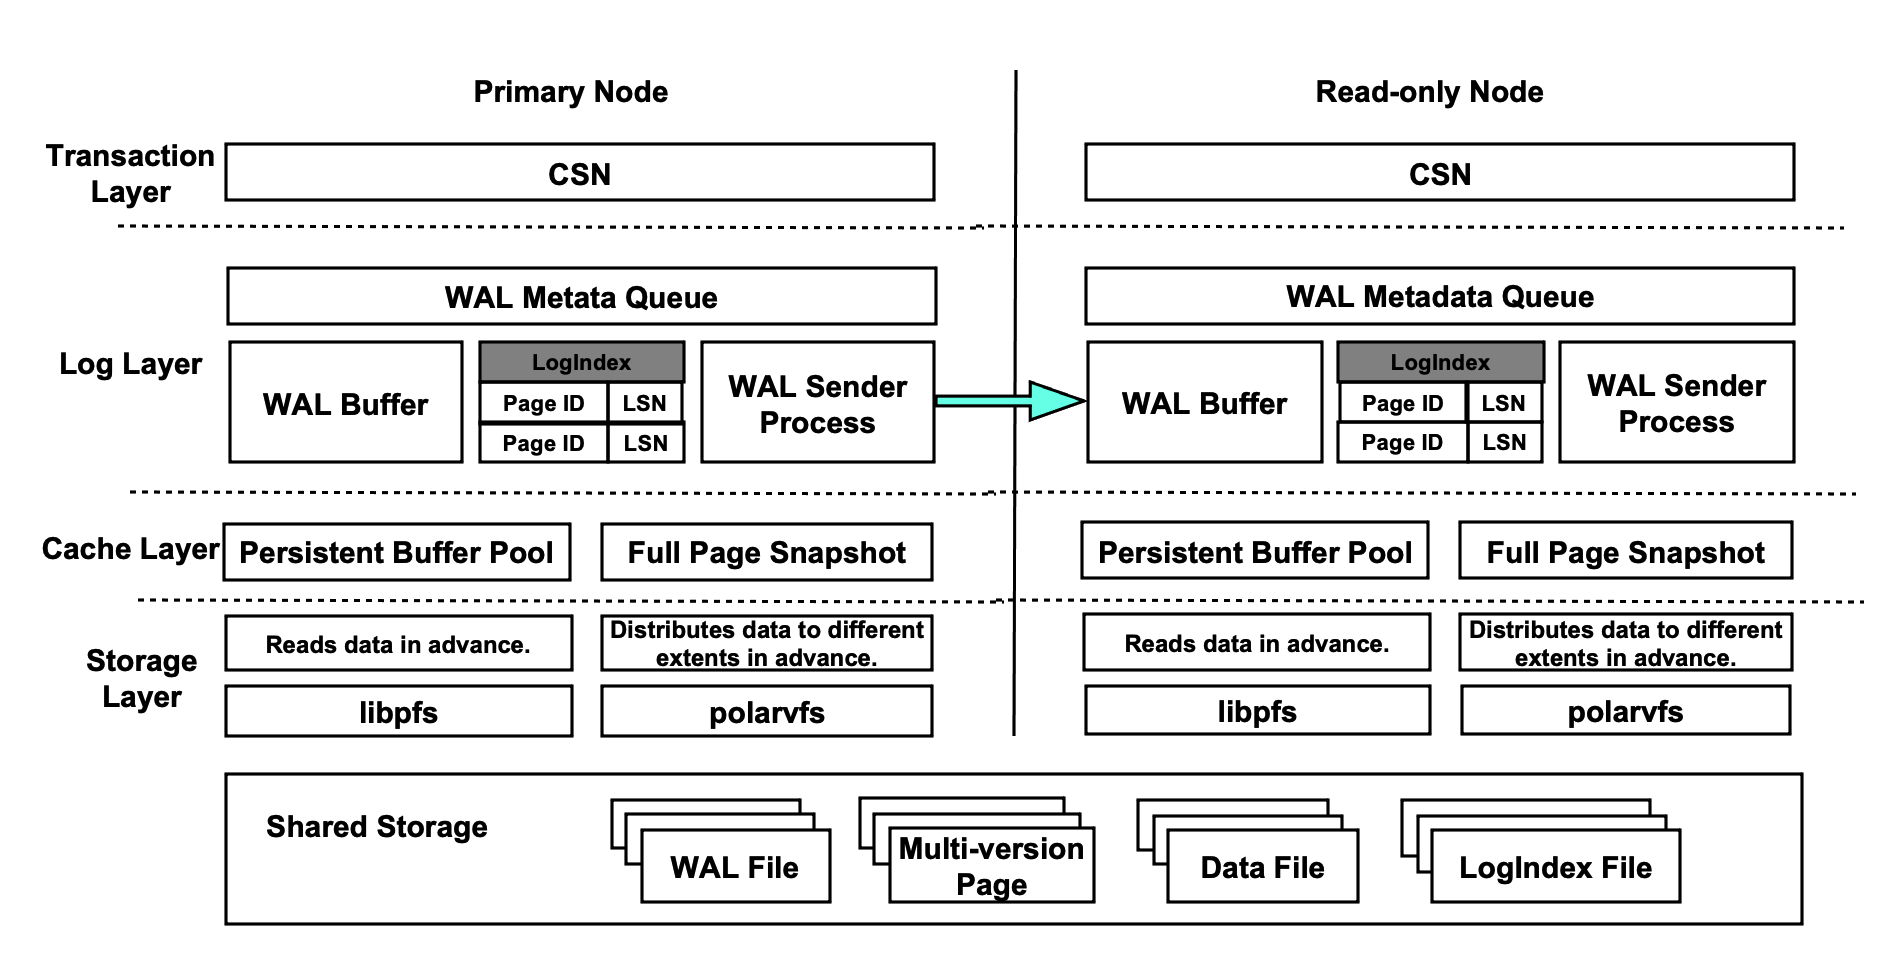 Primary Node
Read-only Node
Transaction
Layer
CSN
CSN
WAL Metata Queue
WAL Metadata Queue
Log Layer
WAL Buffer
LogIndex
Page ID
LSN
Page ID
LSN
WAL Sender
Process
WAL Buffer
LogIndex
Page ID
LSN
Page ID
LSN
WAL Sender
Process
Cache Layer
Persistent Buffer Pool
Full Page Snapshot
Persistent Buffer Pool
Full Page Snapshot
Storage
Layer
Reads data in advance.
Distributes data to different
extents in advance.
Reads data in advance.
Distributes data to different
extents in advance.
libpfs
polarvfs
libpfs
polarvfs
Shared Storage
WAL File
Multi-version
Page
Data File
LogIndex File